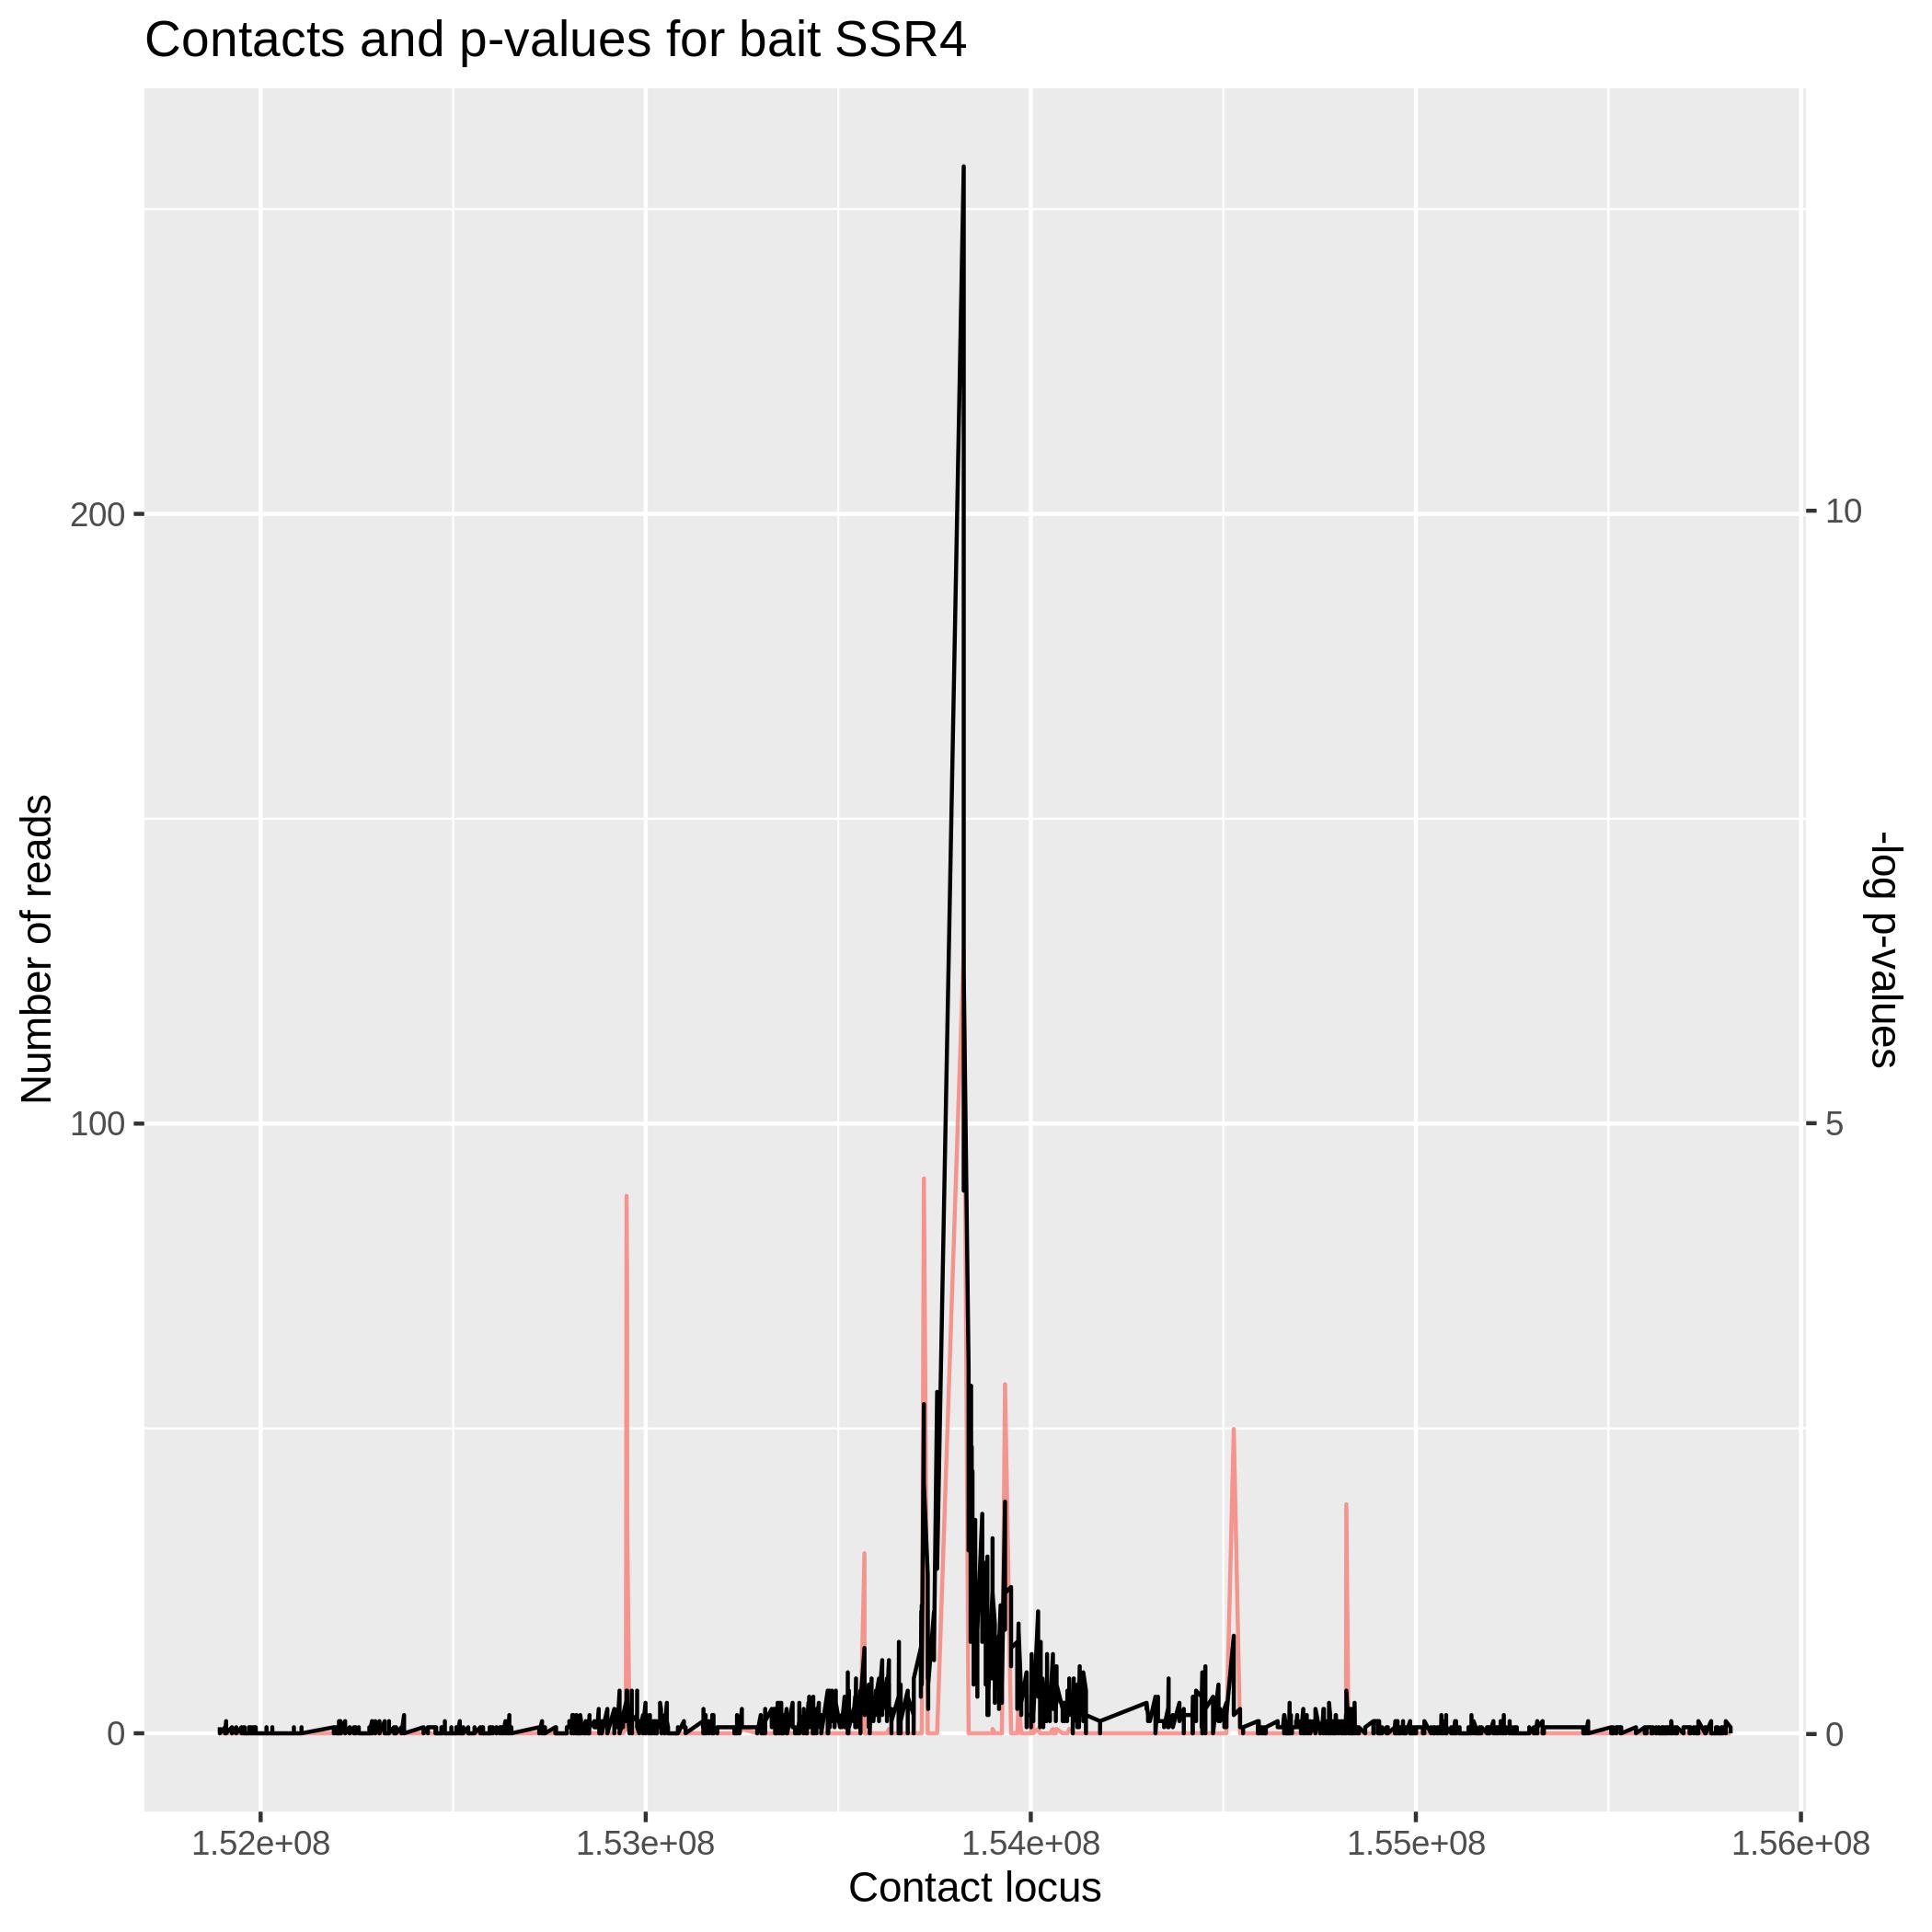 Contacts and p-values for bait SSR4
Number of reads
200
100
0
10
5
0
-log p-values
1.52e+08
1.53e+08
1.54e+08
1.55e+08
1.56e+08
Contact locus